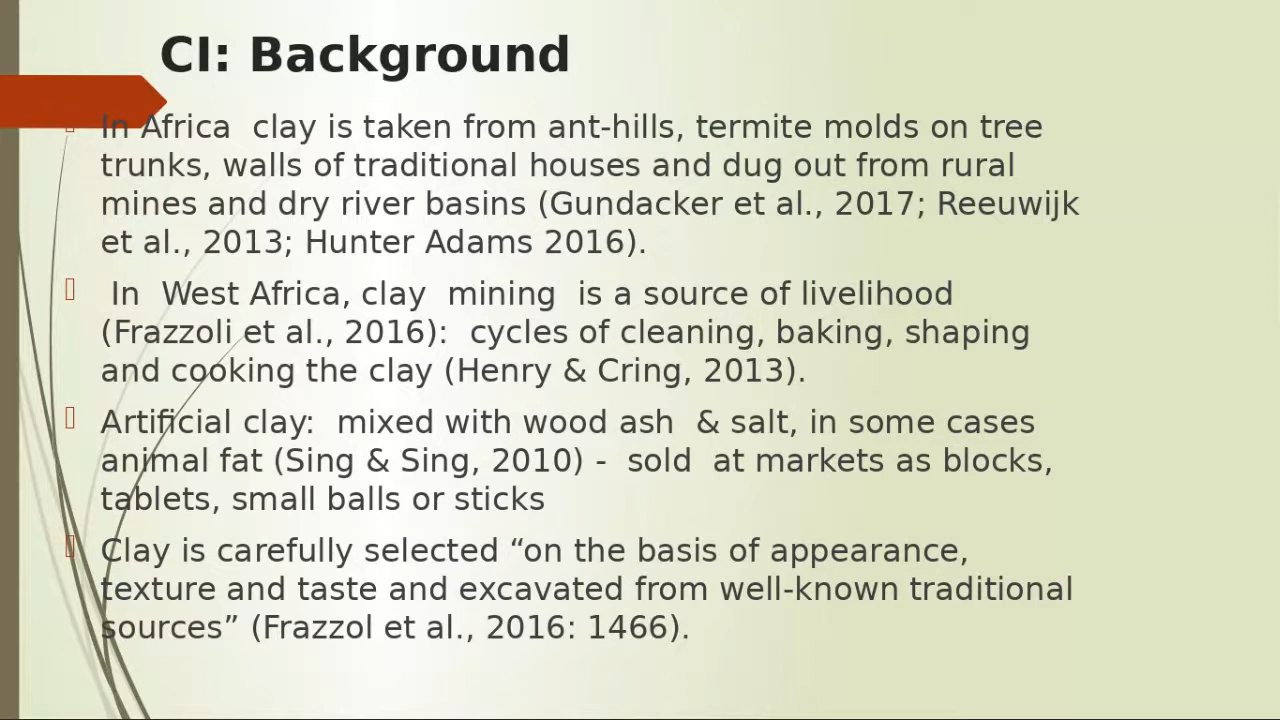 CI: Background
In Africa  clay is taken from ant-hills, termite molds on tree
trunks, walls of traditional houses and dug out from rural
mines and dry river basins (Gundacker et al., 2017; Reeuwijk
et al., 2013; Hunter Adams 2016).
In  West Africa, clay  mining  is a source of livelihood
(Frazzoli et al., 2016):  cycles of cleaning, baking, shaping
and cooking the clay (Henry & Cring, 2013).
Artificial clay:  mixed with wood ash  & salt, in some cases
animal fat (Sing & Sing, 2010) -  sold  at markets as blocks,
tablets, small balls or sticks
Clay is carefully selected “on the basis of appearance,
texture and taste and excavated from well-known traditional
sources” (Frazzol et al., 2016: 1466).